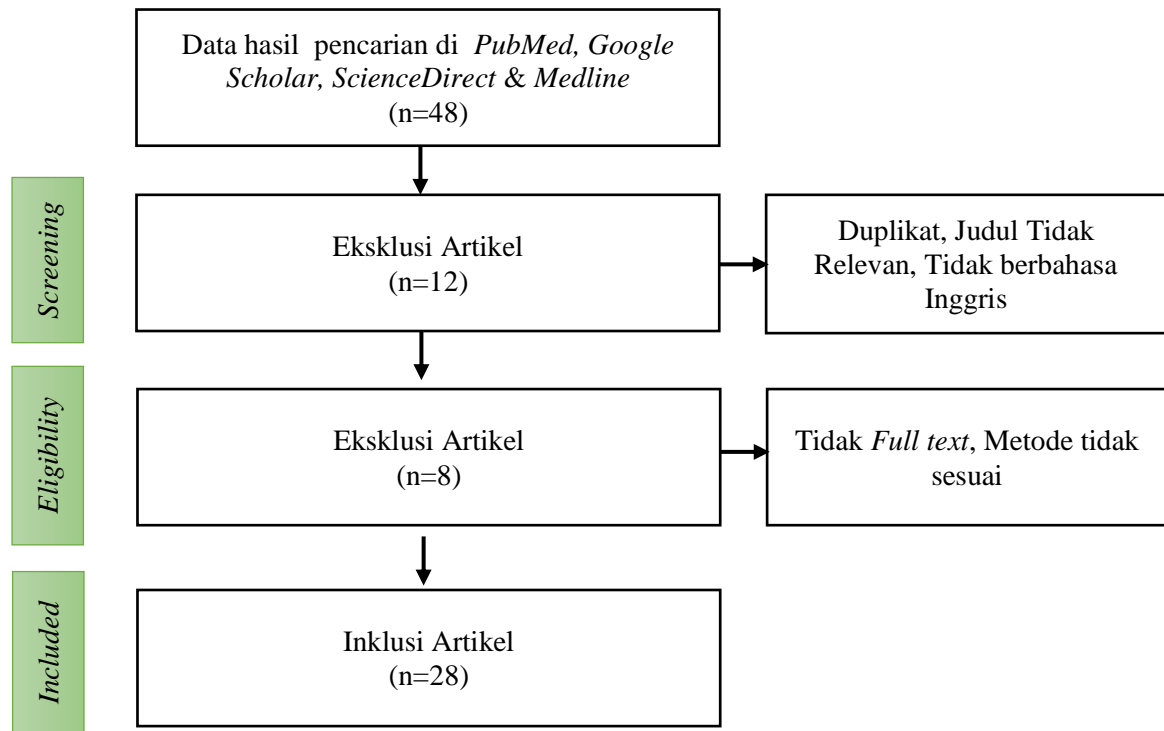 Data hasil pencarian di PubMed, Google
Scholar, ScienceDirect & Medline
(n=48)
Screening
Eksklusi Artikel
(n=12)
Duplikat, Judul Tidak
Relevan, Tidak berbahasa
Inggris
Eligibility
Eksklusi Artikel
(n=8)
Tidak Full text, Metode tidak
sesuai
Included
Inklusi Artikel
(n=28)